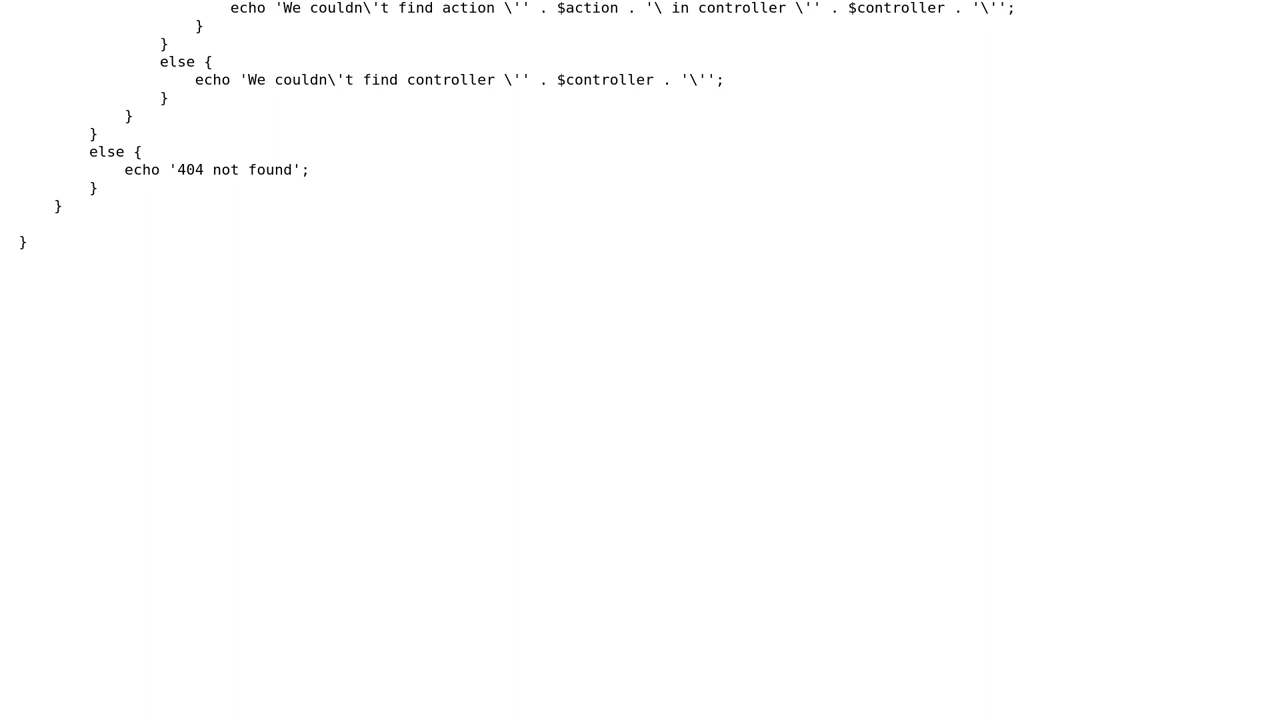 echo 'We couldn\'t find action \'' . $action . '\ in controller \'' . $controller . '\'';
}
}
else {
echo 'We couldn\'t find controller \'' . $controller . '\'';
}
}
}
else {
echo '404 not found';
}
}
}